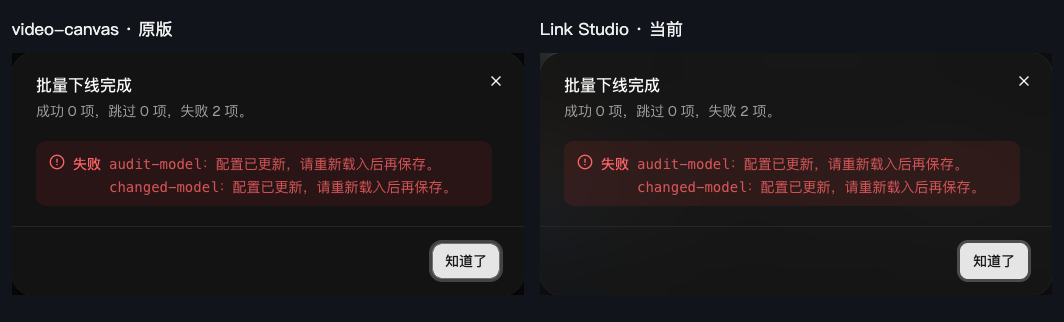 video-canvas · 原版
批量下线完成
成功 0 项，跳过 0 项，失败 2 项。
失败 audit-model: 配置已更新，请重新载入后再保存。
changed-model: 配置已更新，请重新载入后再保存。
知道了
Link Studio · 当前
批量下线完成
成功 0 项，跳过 0 项，失败 2 项。
失败 audit-model: 配置已更新，请重新载入后再保存。
changed-model: 配置已更新，请重新载入后再保存。
知道了